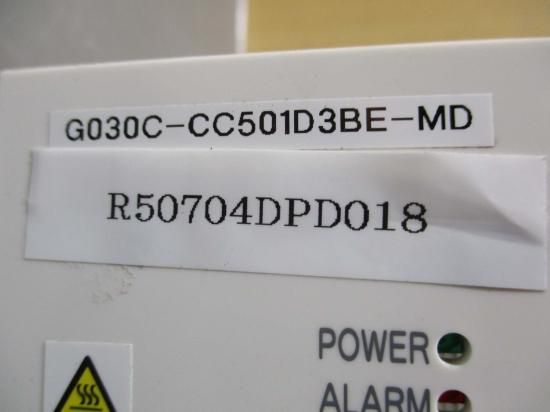 G030C-CC501D3BE-MD
R50704DPD018
POWER
ALARM